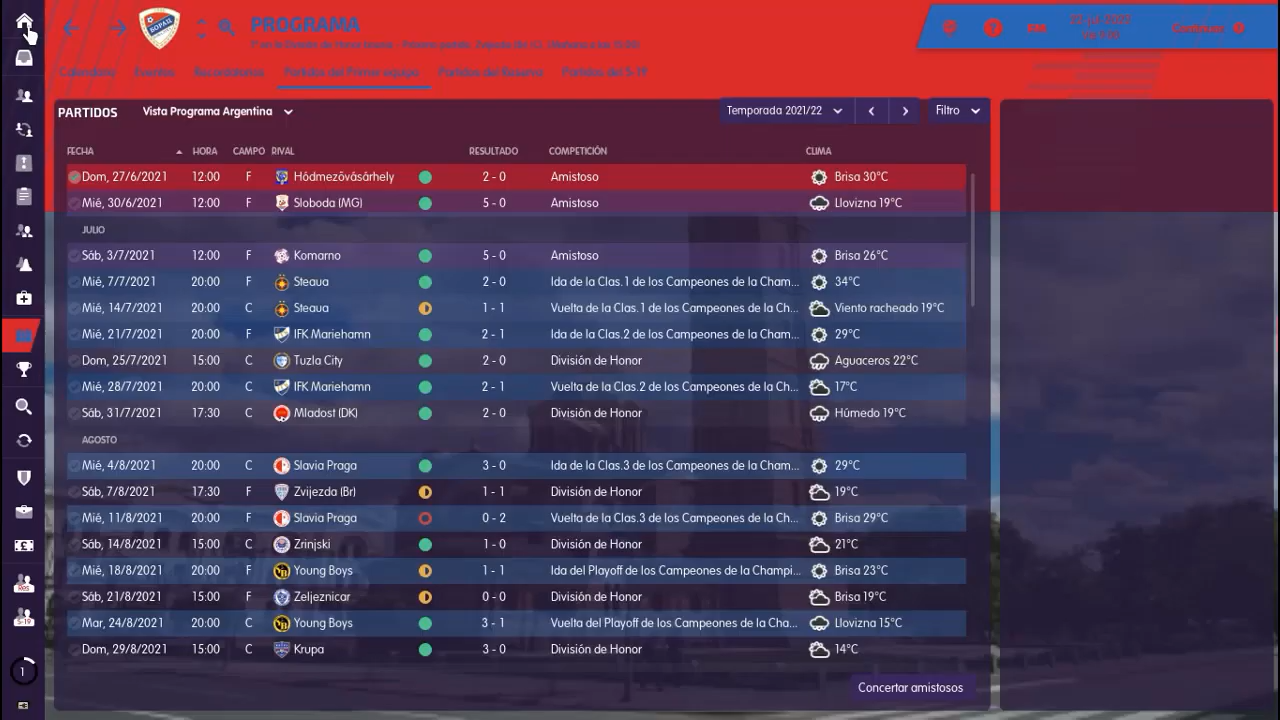 PROGRAMA
Calendario Eventos Recordatorios Partidos del Primer equipo Partidos del Reserva Partidos del S-19
PARTIDOS Vista Programa Argentina Temporada 2021/22 Filtro
FECHA HORA CAMPO RIVAL RESULTADO COMPETICIÓN CLIMA
Dom, 27/6/2021 12:00 F Hódmezövásárhely 2 - 0 Amistoso Brisa 30°C
Mié, 30/6/2021 12:00 F Sloboda (MG) 5 - 0 Amistoso Llovizna 19°C
JULIO
Sáb, 3/7/2021 12:00 F Komarno 5 - 0 Amistoso Brisa 26°C
Mié, 7/7/2021 20:00 F Steaua 2 - 0 Ida de la Clas.1 de los Campeones de la Cham... 34°C
Mié, 14/7/2021 20:00 C Steaua 1 - 1 Vuelta de la Clas.1 de los Campeones de la Ch... Viento racheado 19°C
Mié, 21/7/2021 20:00 F IFK Mariehamn 2 - 1 Ida de la Clas.2 de los Campeones de la Cham... 29°C
Dom, 25/7/2021 15:00 C Tuzla City 2 - 0 División de Honor Aguaceros 22°C
Mié, 28/7/2021 20:00 C IFK Mariehamn 2 - 1 Vuelta de la Clas.2 de los Campeones de la Ch... 17°C
Sáb, 31/7/2021 17:30 C Mladost (DK) 2 - 0 División de Honor Húmedo 19°C
AGOSTO
Mié, 4/8/2021 20:00 C Slavia Praga 3 - 0 Ida de la Clas.3 de los Campeones de la Cham... 29°C
Sáb, 7/8/2021 17:30 F Zvijezda (Br) 1 - 1 División de Honor 19°C
Mié, 11/8/2021 20:00 F Slavia Praga 0 - 2 Vuelta de la Clas.3 de los Campeones de la Ch... Brisa 29°C
Sáb, 14/8/2021 15:00 C Zrinjski 1 - 0 División de Honor 21°C
Mié, 18/8/2021 20:00 F Young Boys 1 - 1 Ida del Playoff de los Campeones de la Champi... Brisa 23°C
Sáb, 21/8/2021 15:00 F Zeljeznicar 0 - 0 División de Honor Brisa 19°C
Mar, 24/8/2021 20:00 C Young Boys 3 - 1 Vuelta del Playoff de los Campeones de la Cha... Llovizna 15°C
Dom, 29/8/2021 15:00 C Krupa 3 - 0 División de Honor 14°C
Concertar amistosos
Res
S-19
1